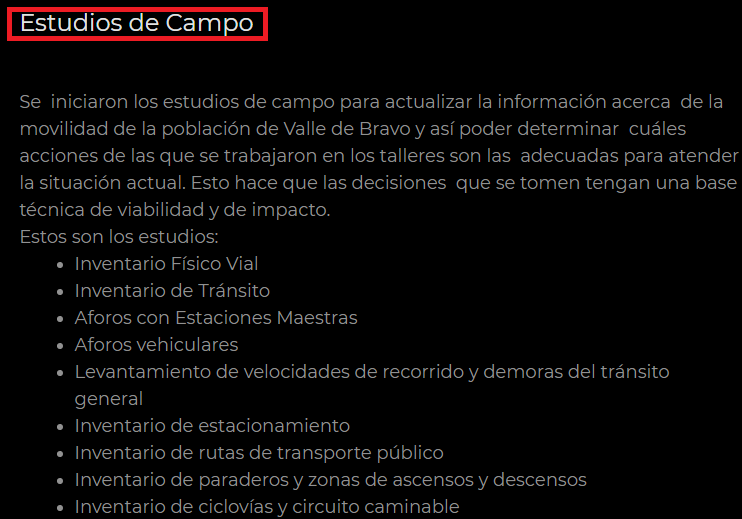 Estudios de Campo
Se iniciaron los estudios de campo para actualizar la información acerca de la
movilidad de la población de Valle de Bravo y así poder determinar cuáles
acciones de las que se trabajaron en los talleres son las adecuadas para atender
la situación actual. Esto hace que las decisiones que se tomen tengan una base
técnica de viabilidad y de impacto.
Estos son los estudios:
• Inventario Físico Vial
• Inventario de Tránsito
• Aforos con Estaciones Maestras
• Aforos vehiculares
• Levantamiento de velocidades de recorrido y demoras del tránsito
general
• Inventario de estacionamiento
• Inventario de rutas de transporte público
• Inventario de paraderos y zonas de ascensos y descensos
• Inventario de ciclovías y circuito caminable